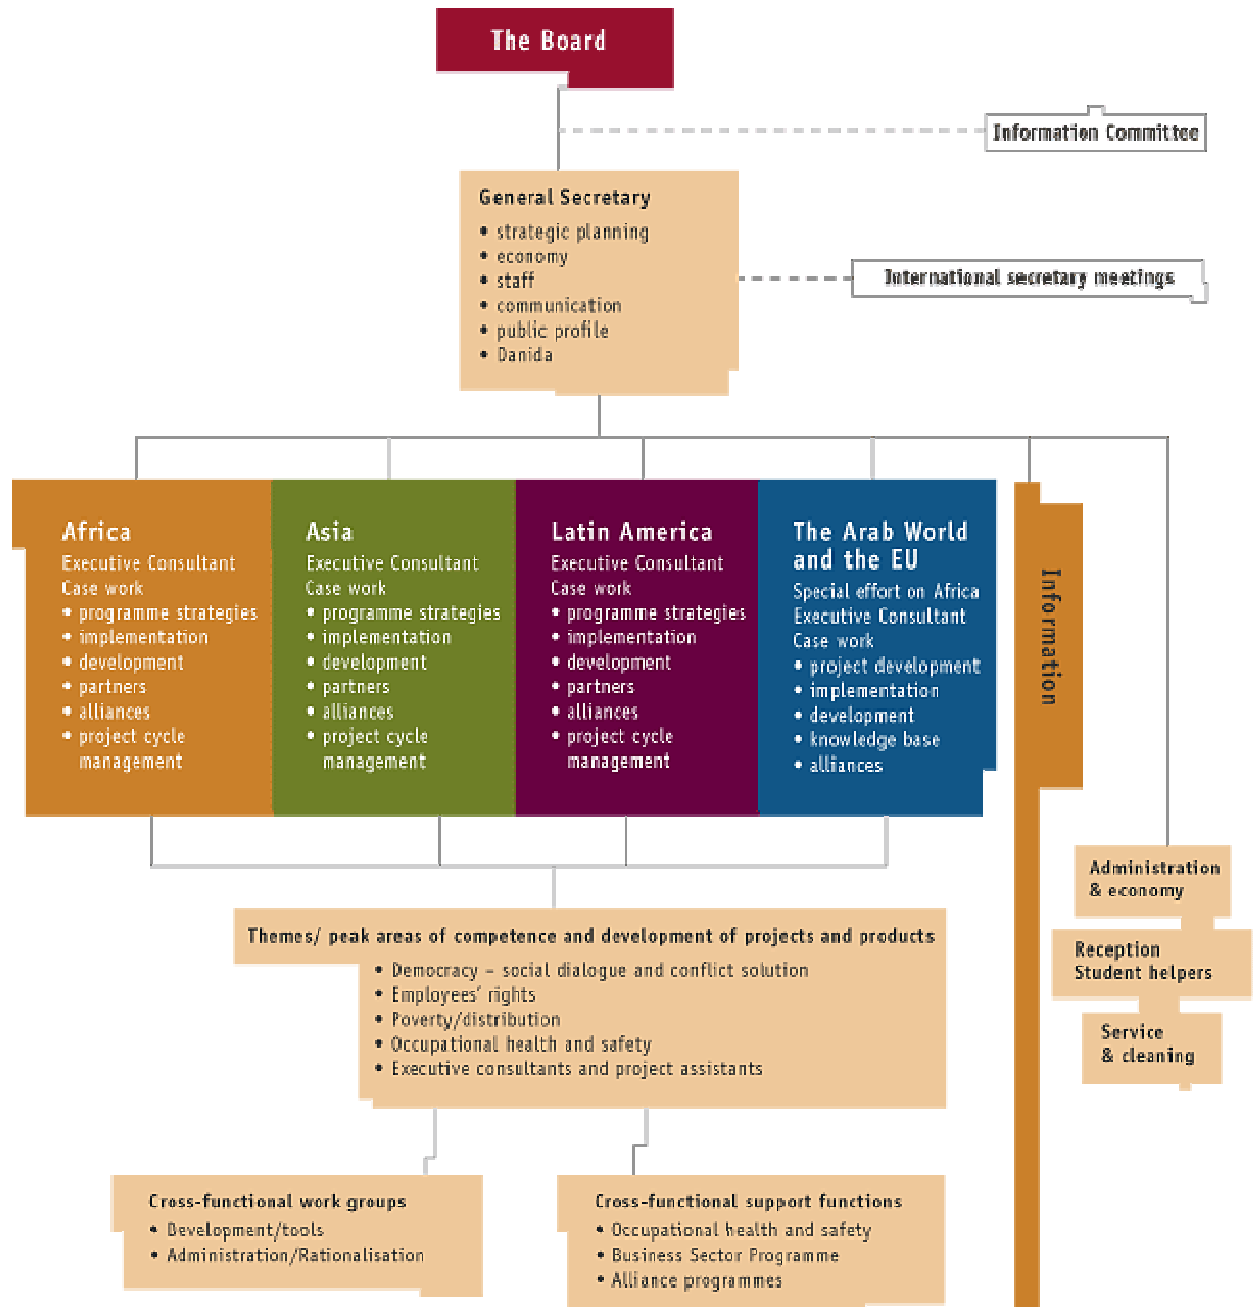 The Board
Information Committee
General Secretary
• strategic planning
• economy
• staff
• communication
• public profile
• Danida
International secretary meetings
Africa
Executive Consultant
Case work
• programme strategies
• implementation
• development
• partners
• alliances
• project cycle
management
Asia
Executive Consultant
Case work
• programme strategies
• implementation
• development
• partners
• alliances
• project cycle
management
Latin America
Executive Consultant
Case work
• programme strategies
• implementation
• development
• partners
• alliances
• project cycle
management
The Arab World
and the EU
Special effort on Africa
Executive Consultant
Case work
• project development
• implementation
• development
• knowledge base
• alliances
Information
Administration
& economy
Reception
Student helpers
Service
& cleaning
Themes/ peak areas of competence and development of projects and products
• Democracy – social dialogue and conflict solution
• Employees’ rights
• Poverty/distribution
• Occupational health and safety
• Executive consultants and project assistants
Cross-functional work groups
• Development/tools
• Administration/Rationalisation
Cross-functional support functions
• Occupational health and safety
• Business Sector Programme
• Alliance programmes